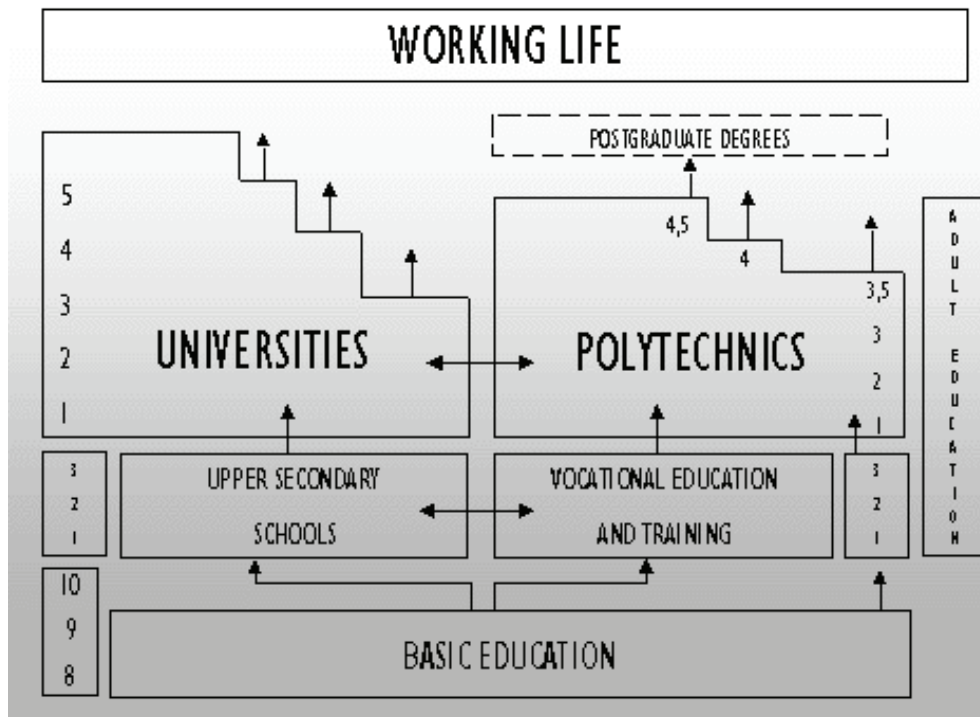 WORKING LIFE
POSTGRADUATE DEGREES
5
4
3
2
1
UNIVERSITIES
4,5
4
3,5
3
2
1
POLYTECHNICS
ADULT EDUCATION
3
2
1
UPPER SECONDARY
SCHOOLS
VOCATIONAL EDUCATION
AND TRAINING
3
2
1
10
9
8
BASIC EDUCATION